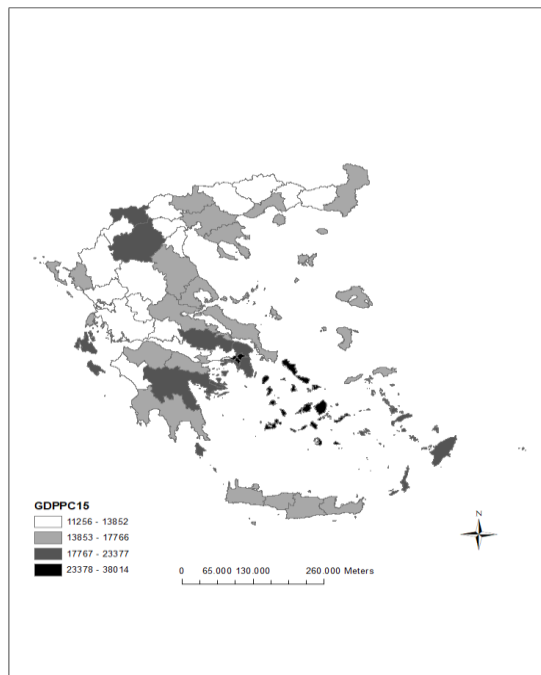 N
GDPPC15
11256 - 13852
13853 - 17766
17767 - 23377
23378 - 38014
0 65.000 130.000 260.000 Meters